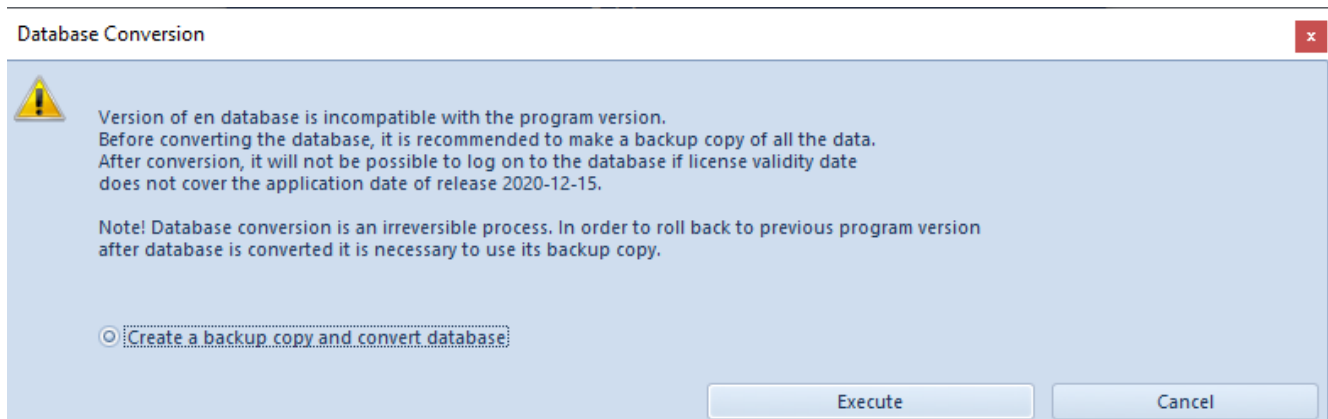 Database Conversion
x
Version of en database is incompatible with the program version.
Before converting the database, it is recommended to make a backup copy of all the data.
After conversion, it will not be possible to log on to the database if license validity date
does not cover the application date of release 2020-12-15.
Note! Database conversion is an irreversible process. In order to roll back to previous program version
after database is converted it is necessary to use its backup copy.
Create a backup copy and convert database
Execute Cancel